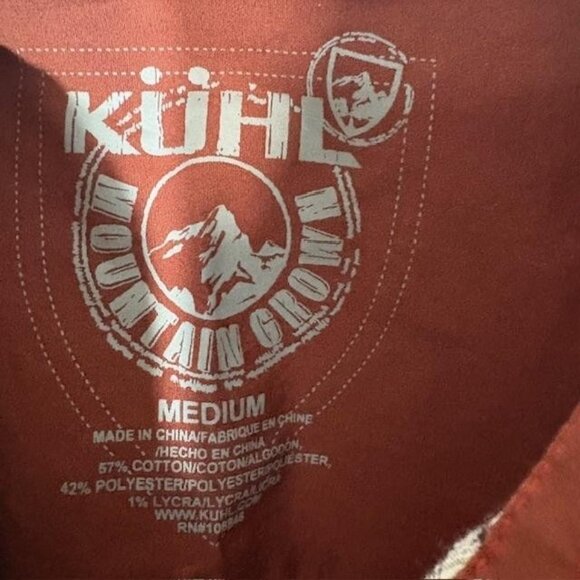 KÜHL
MOUNTAIN GROWN
MEDIUM
MADE IN CHINA/FABRIQUE EN CHINE
/HECHO EN CHINA
57% COTTON/COTON/ALGODÓN,
42% POLYESTER/POLYESTER/POLIESTER,
1% LYCRA/LYCRA/LICRA
WWW.KUHL.COM